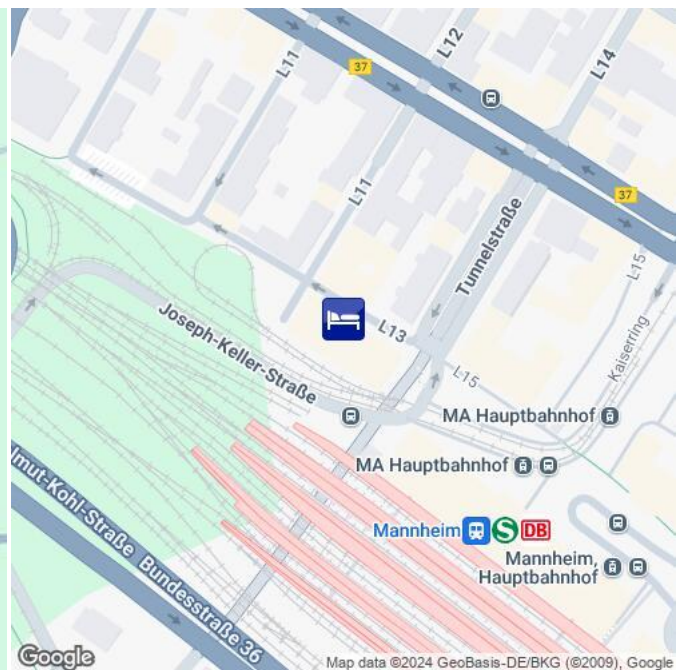 L11
L12
L14
37
L11
37
L15
Tunnelstraße
L13
Joseph-Keller-Straße
L15
Kaiserring
MA Hauptbahnhof
MA Hauptbahnhof
Mannheim S DB
Mannheim,
Hauptbahnhof
lmut-Kohl-Straße Bundesstraße 36
Google
Map data ©2024 GeoBasis-DE/BKG (©2009), Google